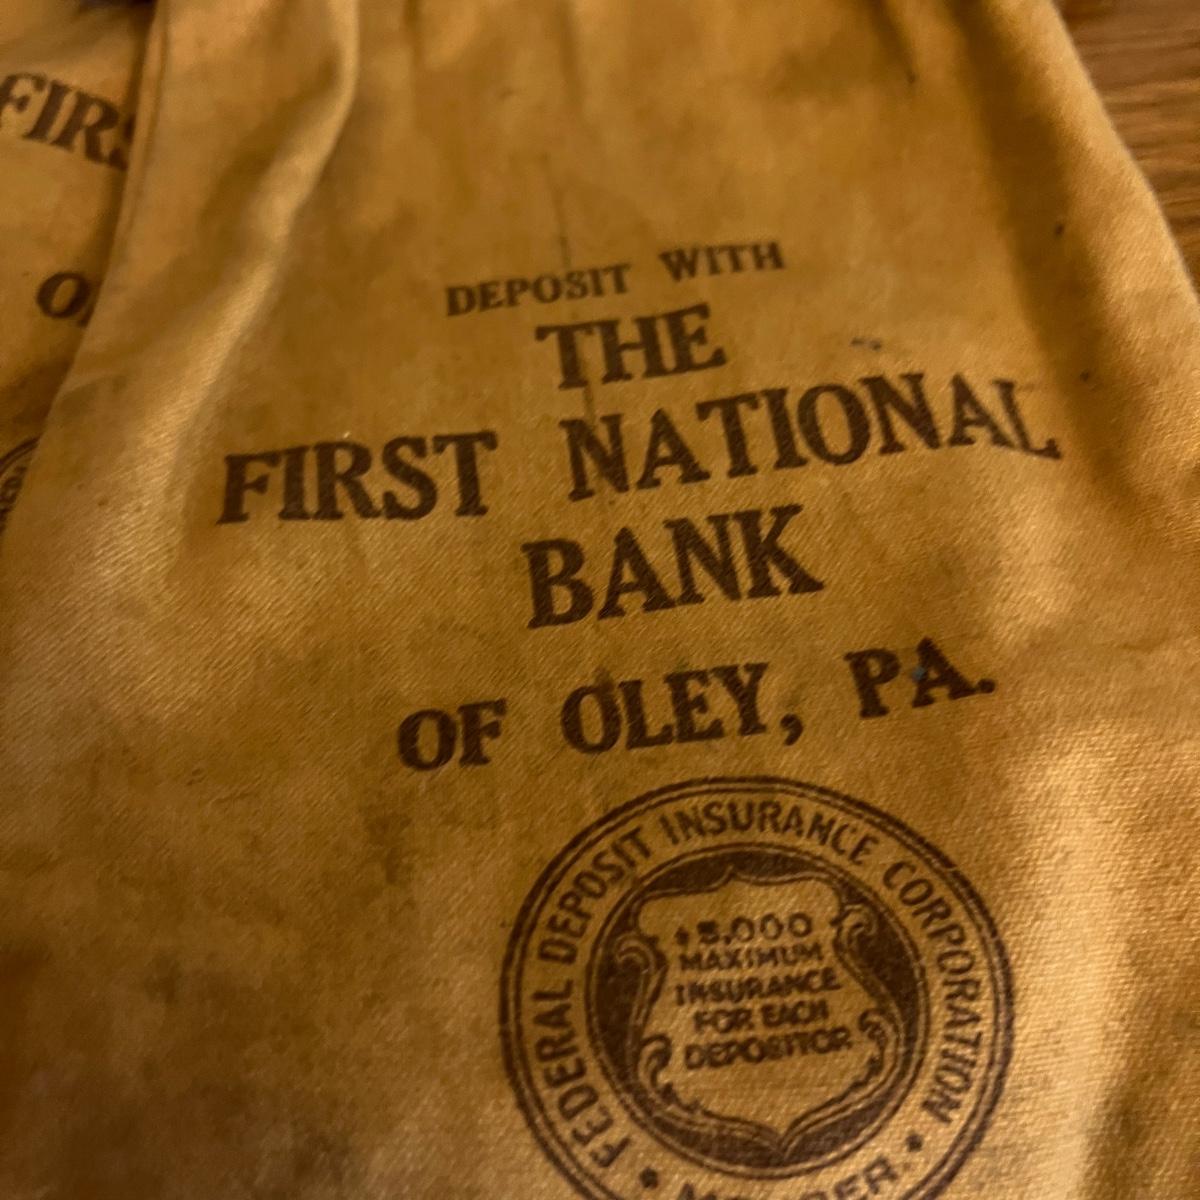 FIRS
O
DEPOSIT WITH
THE
FIRST NATIONAL
BANK
OF OLEY, PA.
FEDERAL DEPOSIT INSURANCE CORPORATION
$5,000
MAXIMUM
INSURANCE
FOR EACH
DEPOSITOR